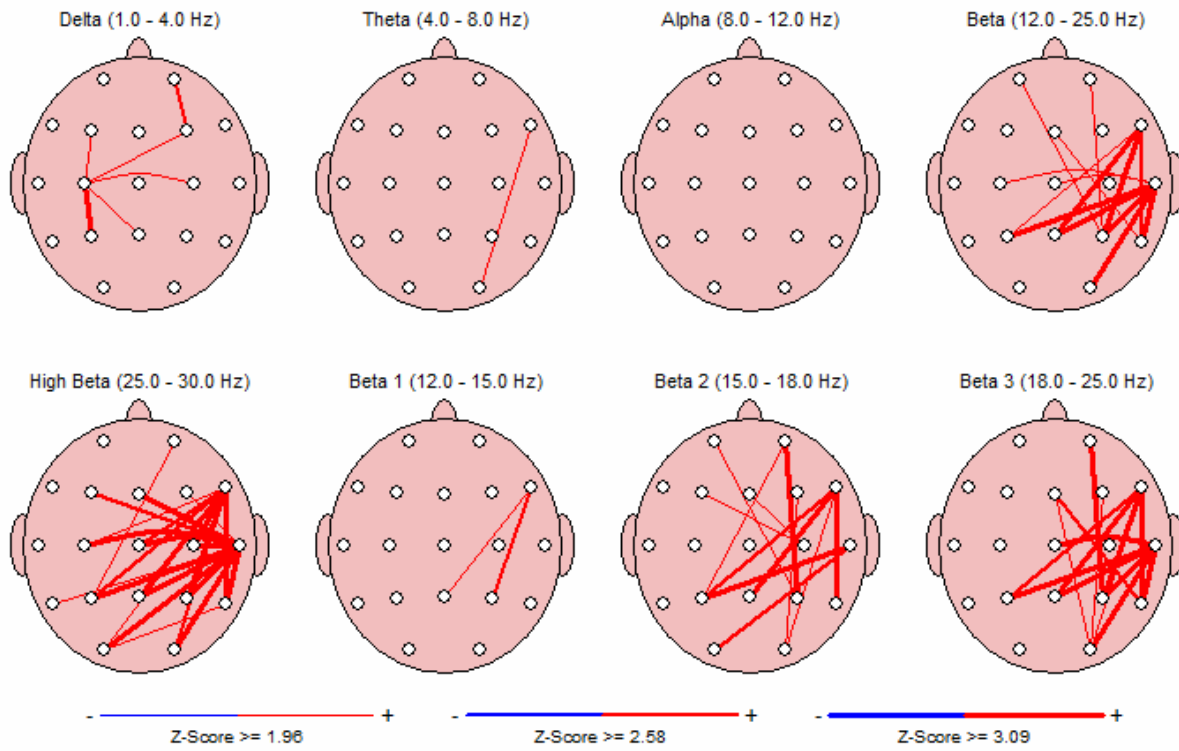 Delta (1.0 - 4.0 Hz) Theta (4.0 - 8.0 Hz) Alpha (8.0 - 12.0 Hz) Beta (12.0 - 25.0 Hz)
High Beta (25.0 - 30.0 Hz) Beta 1 (12.0 - 15.0 Hz) Beta 2 (15.0 - 18.0 Hz) Beta 3 (18.0 - 25.0 Hz)
- + - + - +
Z-Score >= 1.96 Z-Score >= 2.58 Z-Score >= 3.09